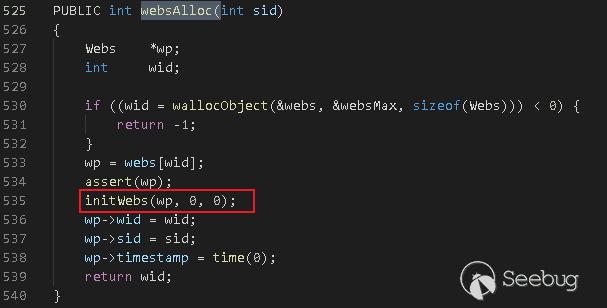 525 PUBLIC int websAlloc(int sid)
526 {
527     Webs    *wp;
528     int     wid;
529
530     if ((wid = wallocObject(&webs, &websMax, sizeof(Webs))) < 0) {
531         return -1;
532     }
533     wp = webs[wid];
534     assert(wp);
535     initWebs(wp, 0, 0);
536     wp->wid = wid;
537     wp->sid = sid;
538     wp->timestamp = time(0);
539     return wid;
540 }
Seebug